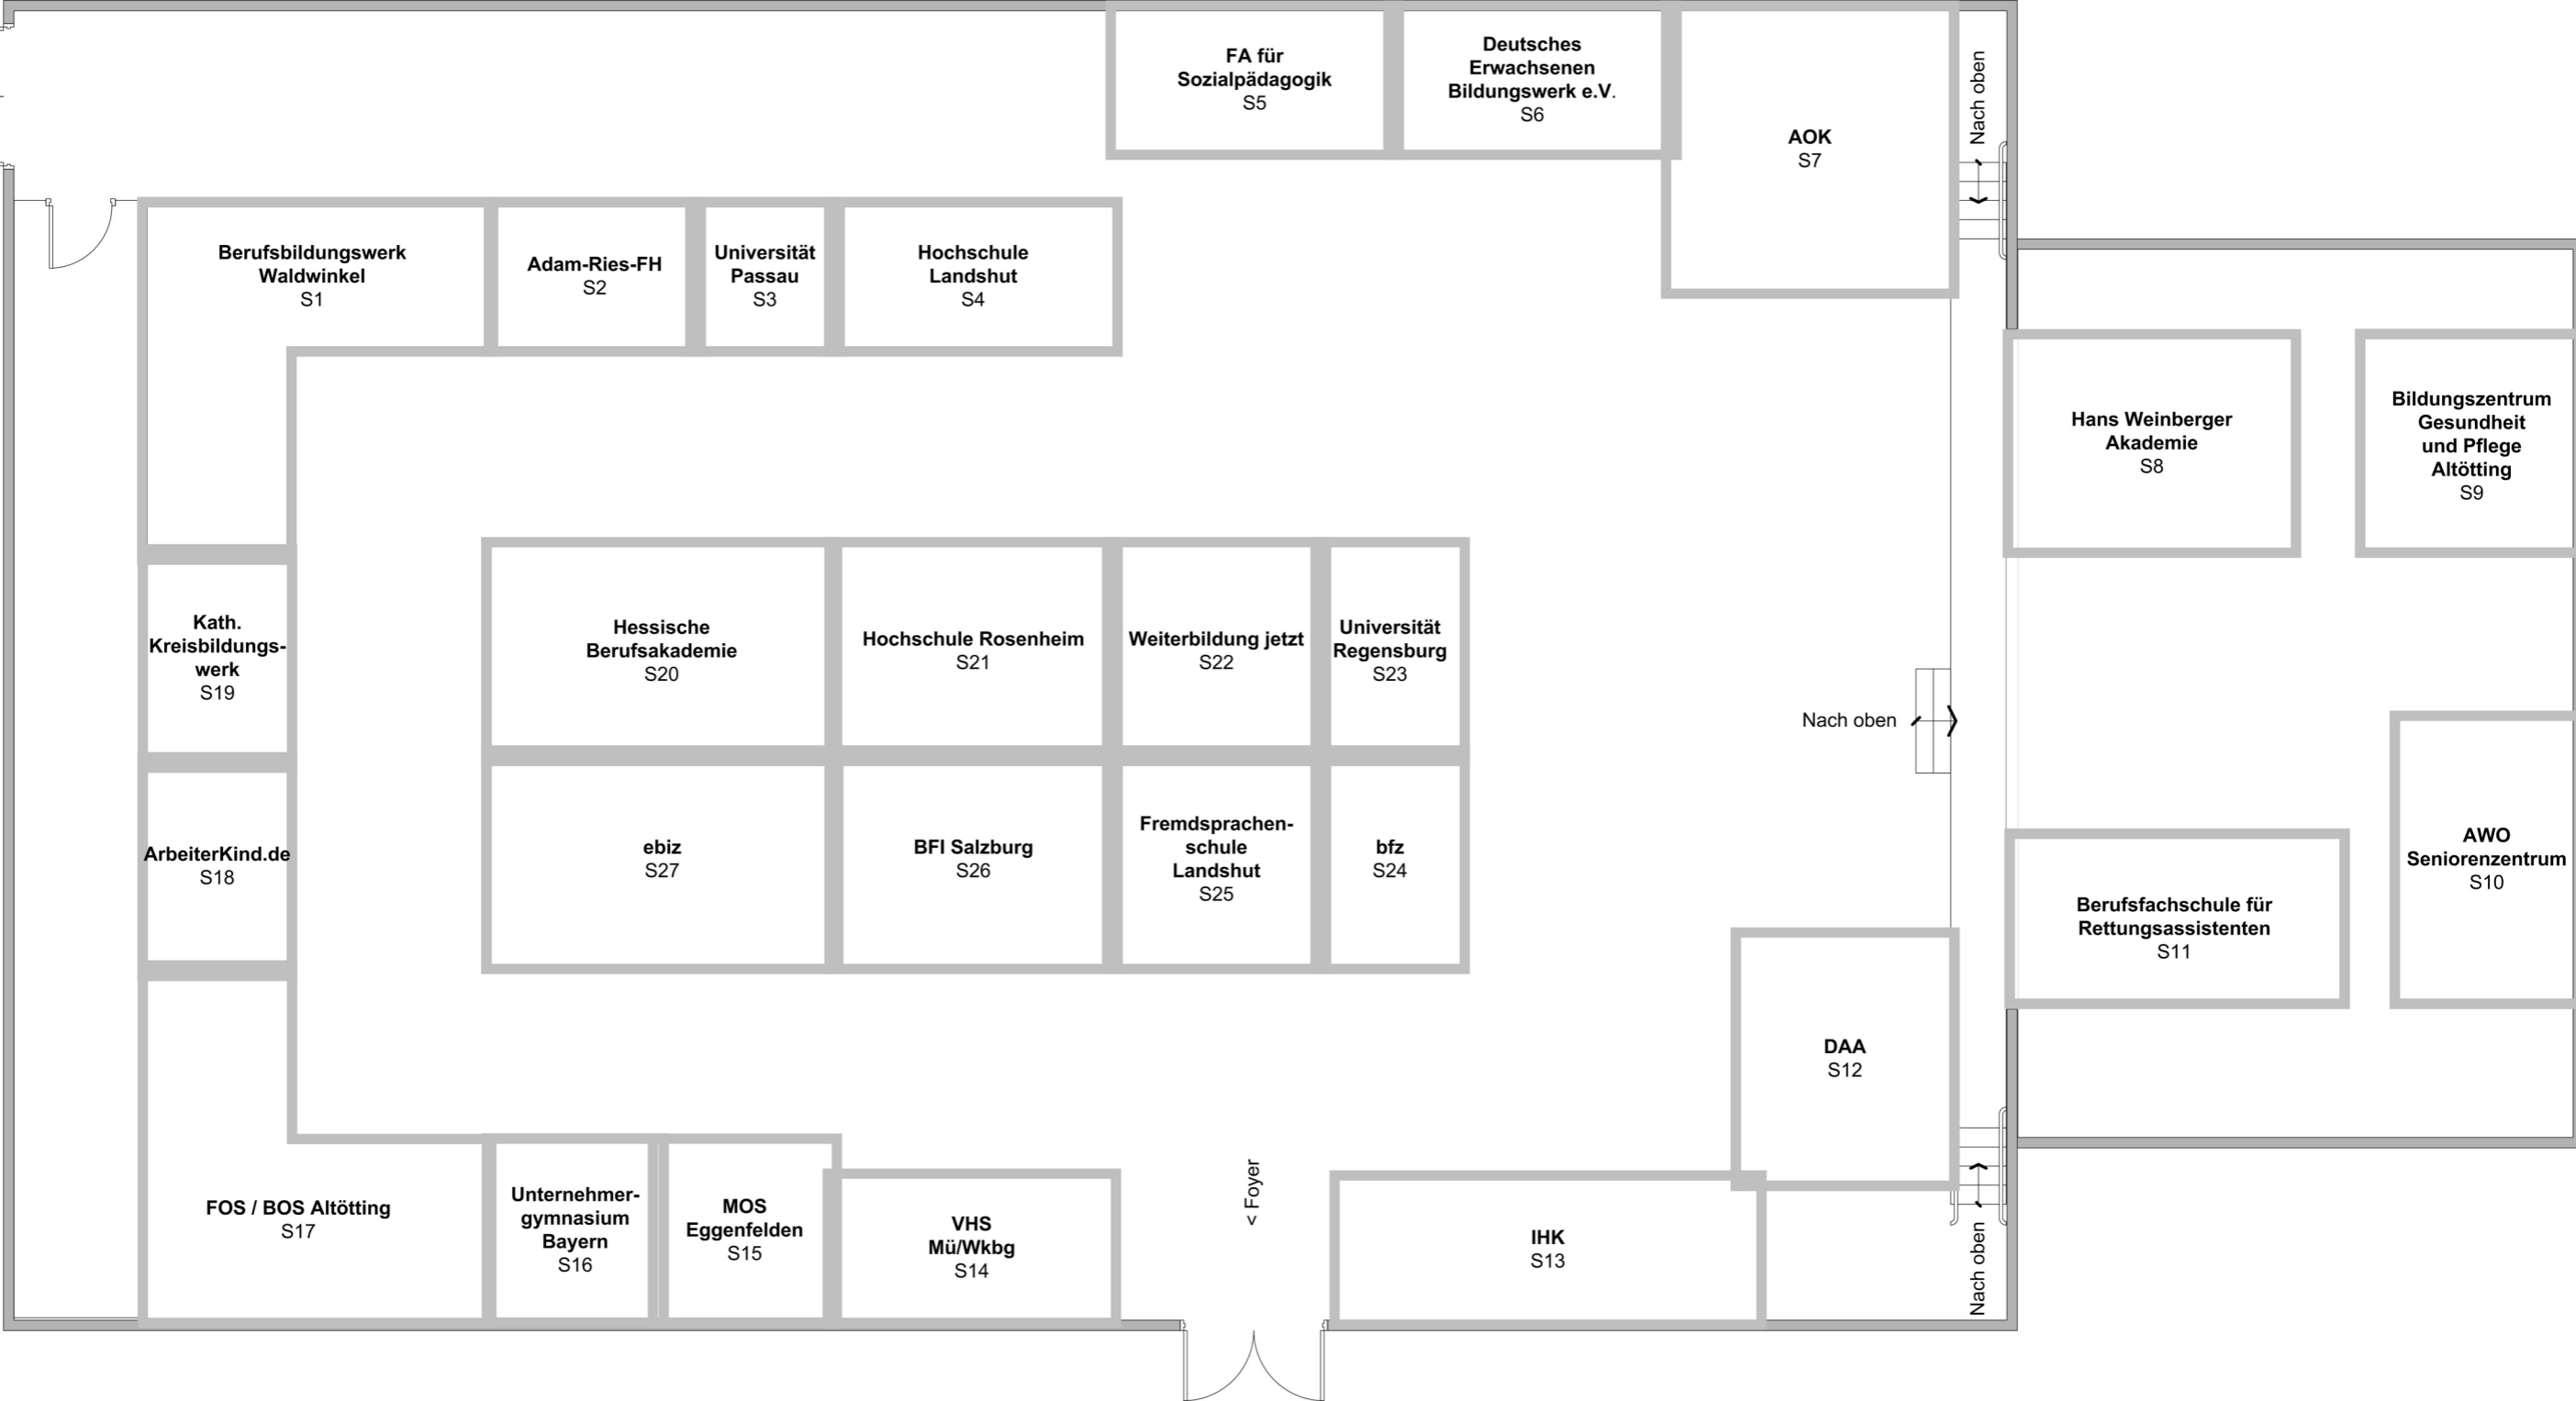 FA für
Sozialpädagogik
S5
Deutsches
Erwachsenen
Bildungswerk e.V.
S6
AOK
S7
Nach oben
Berufsbildungswerk
Waldwinkel
S1
Adam-Ries-FH
S2
Universität
Passau
S3
Hochschule
Landshut
S4
Hans Weinberger
Akademie
S8
Bildungszentrum
Gesundheit
und Pflege
Altötting
S9
Kath.
Kreisbildungs-
werk
S19
Hessische
Berufsakademie
S20
Hochschule Rosenheim
S21
Weiterbildung jetzt
S22
Universität
Regensburg
S23
Nach oben
ArbeiterKind.de
S18
ebiz
S27
BFI Salzburg
S26
Fremdsprachen-
schule
Landshut
S25
bfz
S24
AWO
Seniorenzentrum
S10
Berufsfachschule für
Rettungsassistenten
S11
DAA
S12
FOS / BOS Altötting
S17
Unternehmer-
gymnasium
Bayern
S16
MOS
Eggenfelden
S15
VHS
Mü/Wkbg
S14
< Foyer
IHK
S13
Nach oben